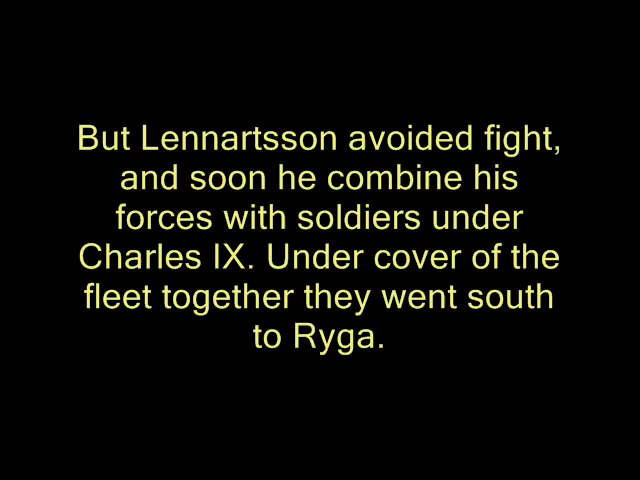 But Lennartsson avoided fight,
and soon he combine his
forces with soldiers under
Charles IX. Under cover of the
fleet together they went south
to Ryga.